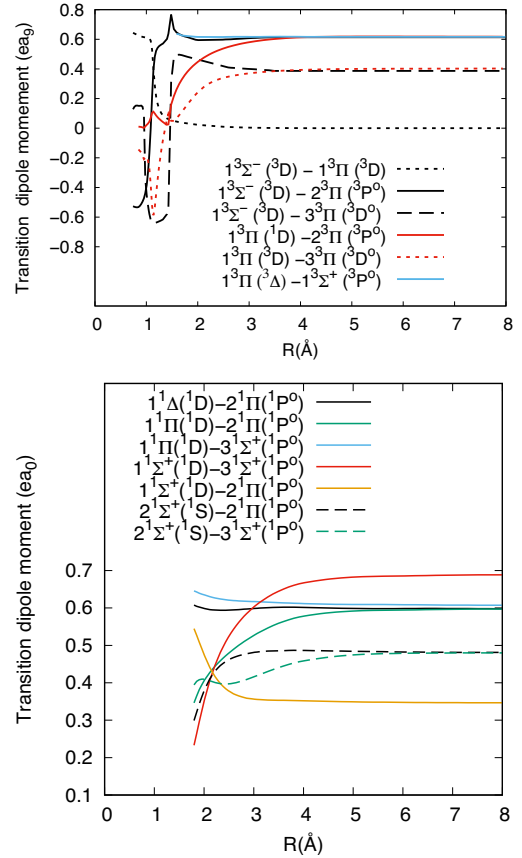 Transition dipole momement (ea₉)
0.8
0.6
0.4
0.2
0
−0.2
−0.4
−0.6
−0.8
1³Σ⁻ (³D) − 1³Π (³D)
1³Σ⁻ (³D) − 2³Π (³Pᵒ)
1³Σ⁻ (³D) − 3³Π (³Dᵒ)
1³Π (¹D) −2³Π (³Pᵒ)
1³Π (³D) −3³Π (³Dᵒ)
1³Π (³Δ) −1³Σ⁺ (³Pᵒ)
0 1 2 3 4 5 6 7 8
R(Å)
Transition dipole moment (ea₀)
1¹Δ(¹D)−2¹Π(¹Pᵒ)
1¹Π(¹D)−2¹Π(¹Pᵒ)
1¹Π(¹D)−3¹Σ⁺(¹Pᵒ)
1¹Σ⁺(¹D)−3¹Σ⁺(¹Pᵒ)
1¹Σ⁺(¹D)−2¹Π(¹Pᵒ)
2¹Σ⁺(¹S)−2¹Π(¹Pᵒ)
2¹Σ⁺(¹S)−3¹Σ⁺(¹Pᵒ)
0.7
0.6
0.5
0.4
0.3
0.2
0.1
0 1 2 3 4 5 6 7 8
R(Å)